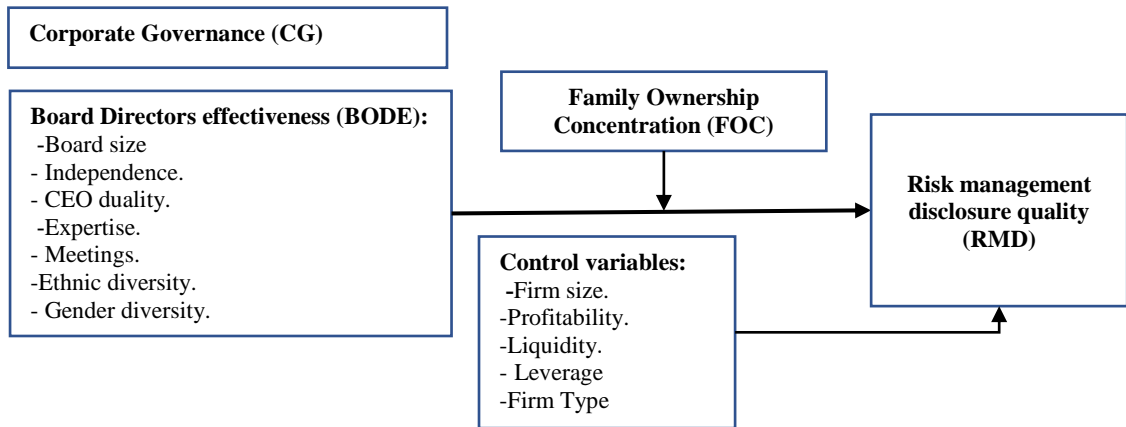 Corporate Governance (CG)
Board Directors effectiveness (BODE):
-Board size
- Independence.
- CEO duality.
-Expertise.
- Meetings.
-Ethnic diversity.
- Gender diversity.
Family Ownership
Concentration (FOC)
Control variables:
-Firm size.
-Profitability.
-Liquidity.
- Leverage
-Firm Type
Risk management
disclosure quality
(RMD)